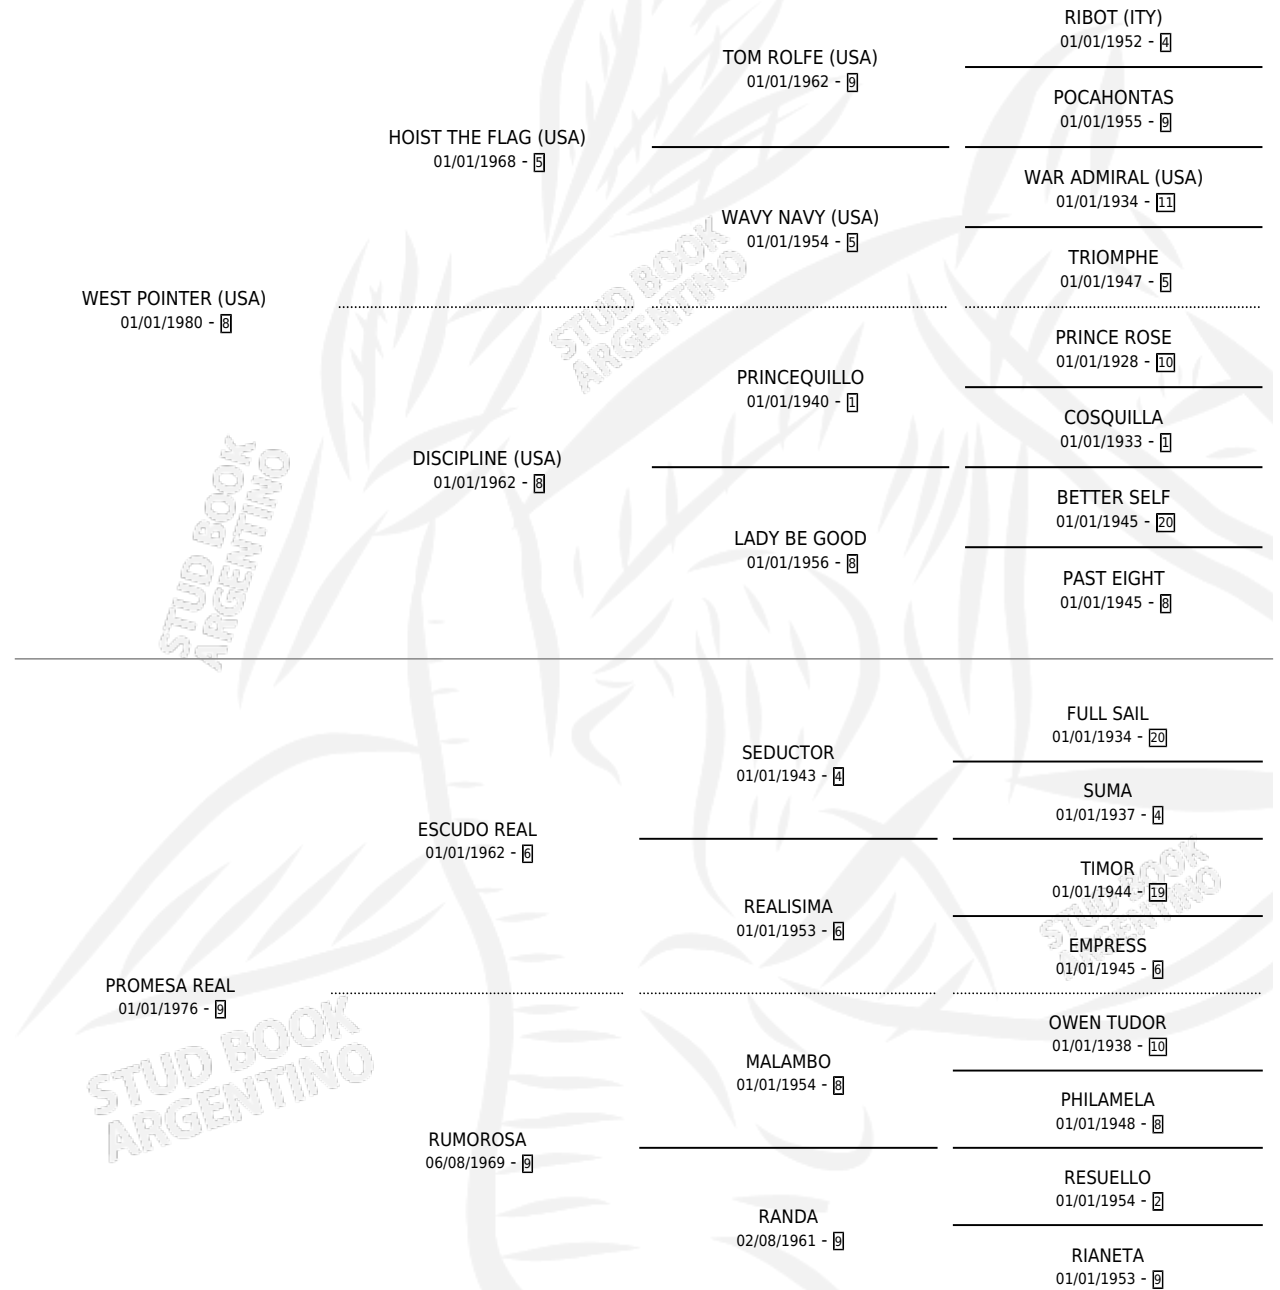 RIBOT (ITY)
01/01/1952 - 4
TOM ROLFE (USA)
01/01/1962 - 9
POCAHONTAS
01/01/1955 - 9
HOIST THE FLAG (USA)
01/01/1968 - 5
WAR ADMIRAL (USA)
01/01/1934 - 11
WAVY NAVY (USA)
01/01/1954 - 5
TRIOMPHE
01/01/1947 - 5
WEST POINTER (USA)
01/01/1980 - 8
PRINCE ROSE
01/01/1928 - 10
PRINCEQUILLO
01/01/1940 - 1
COSQUILLA
01/01/1933 - 1
DISCIPLINE (USA)
01/01/1962 - 8
BETTER SELF
01/01/1945 - 20
LADY BE GOOD
01/01/1956 - 8
PAST EIGHT
01/01/1945 - 8
FULL SAIL
01/01/1934 - 20
SEDUCTOR
01/01/1943 - 4
SUMA
01/01/1937 - 4
ESCUDO REAL
01/01/1962 - 6
TIMOR
01/01/1944 - 19
REALISIMA
01/01/1953 - 6
EMPRESS
01/01/1945 - 6
PROMESA REAL
01/01/1976 - 9
OWEN TUDOR
01/01/1938 - 10
MALAMBO
01/01/1954 - 8
PHILAMELA
01/01/1948 - 8
RUMOROSA
06/08/1969 - 9
RESUELLO
01/01/1954 - 2
RANDA
02/08/1961 - 9
RIANETA
01/01/1953 - 9
STUD BOOK
ARGENTINO
STUD BOOK
ARGENTINO
STUD BOOK
ARGENTINO
STUD BOOK
ARGENTINO